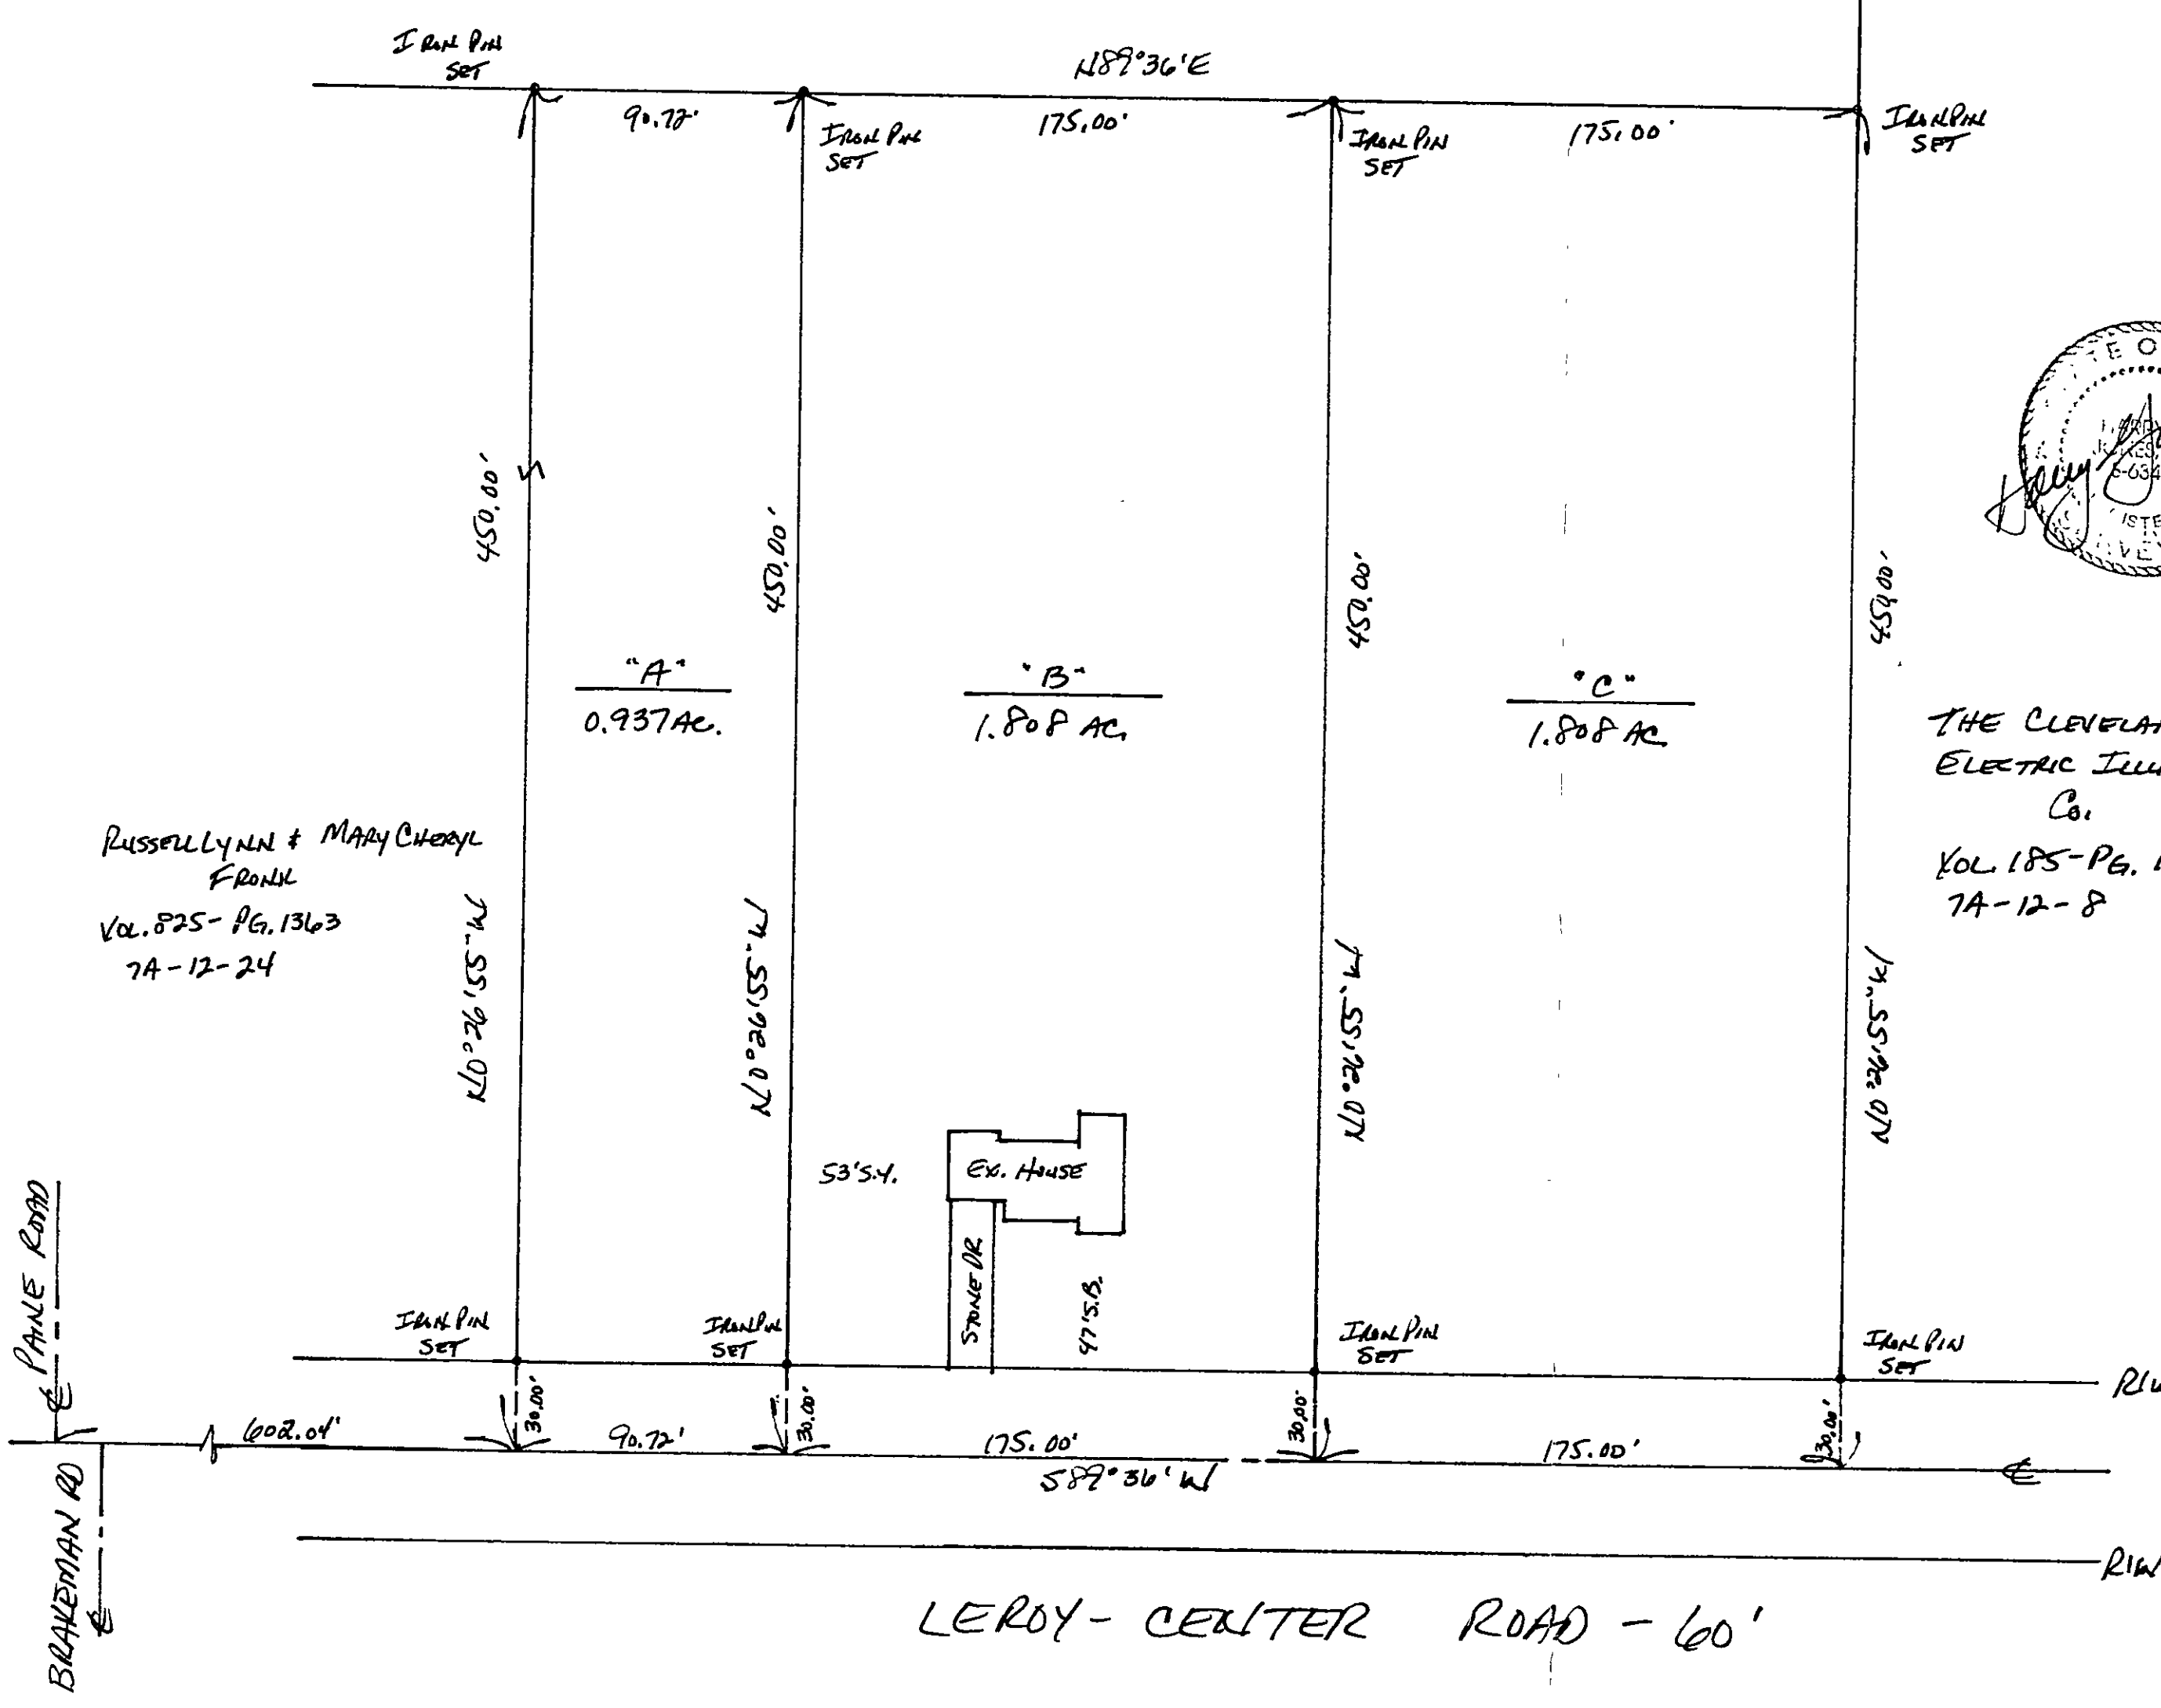 IRON PIN
SET
N89°36'E
90.72'
175.00'
175.00'
IRON PIN
SET
IRON PIN
SET
IRON PIN
SET
450.00'
450.00'
450.00'
450.00'
"A"
0.937 AC.
"B"
1.808 AC.
"C"
1.808 AC.
THE
ELECTRIC
Co.
VOL. 185-PG.
7A-12-8
RUSSELL LYNN & MARY CHERYL
FRONK
VOL. 825- PG. 1363
7A-12-24
N0°26'55"W
N0°26'55"W
N0°26'55"W
N0°26'55"W
53'S.Y.
EX. HOUSE
STONE DR.
47'S.B.
PAINE ROAD
IRON PIN
SET
IRON PIN
SET
IRON PIN
SET
IRON PIN
SET
30.00'
30.00'
30.00'
30.00'
602.04'
90.72'
175.00'
175.00'
S89°36'W
BRAKEMAN RD
R/W
LEROY-CENTER ROAD - 60'